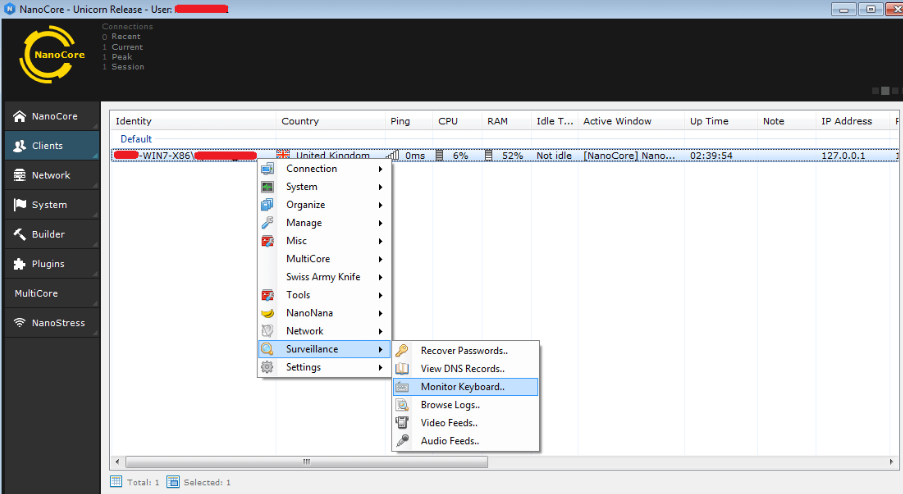 NanoCore - Unicorn Release - User:
NanoCore
Connections
0 Recent
1 Current
1 Peak
1 Session
NanoCore
Clients
Network
System
Builder
Plugins
MultiCore
NanoStress
Identity Country Ping CPU RAM Idle T... Active Window Up Time Note IP Address
Default
-WIN7-X86\ United Kingdom 0ms 6% 52% Not idle [NanoCore] Nano... 02:39:54 127.0.0.1
Connection
System
Organize
Manage
Misc
MultiCore
Swiss Army Knife
Tools
NanoNana
Network
Surveillance
Settings
Recover Passwords..
View DNS Records..
Monitor Keyboard..
Browse Logs..
Video Feeds..
Audio Feeds..
Total: 1 Selected: 1